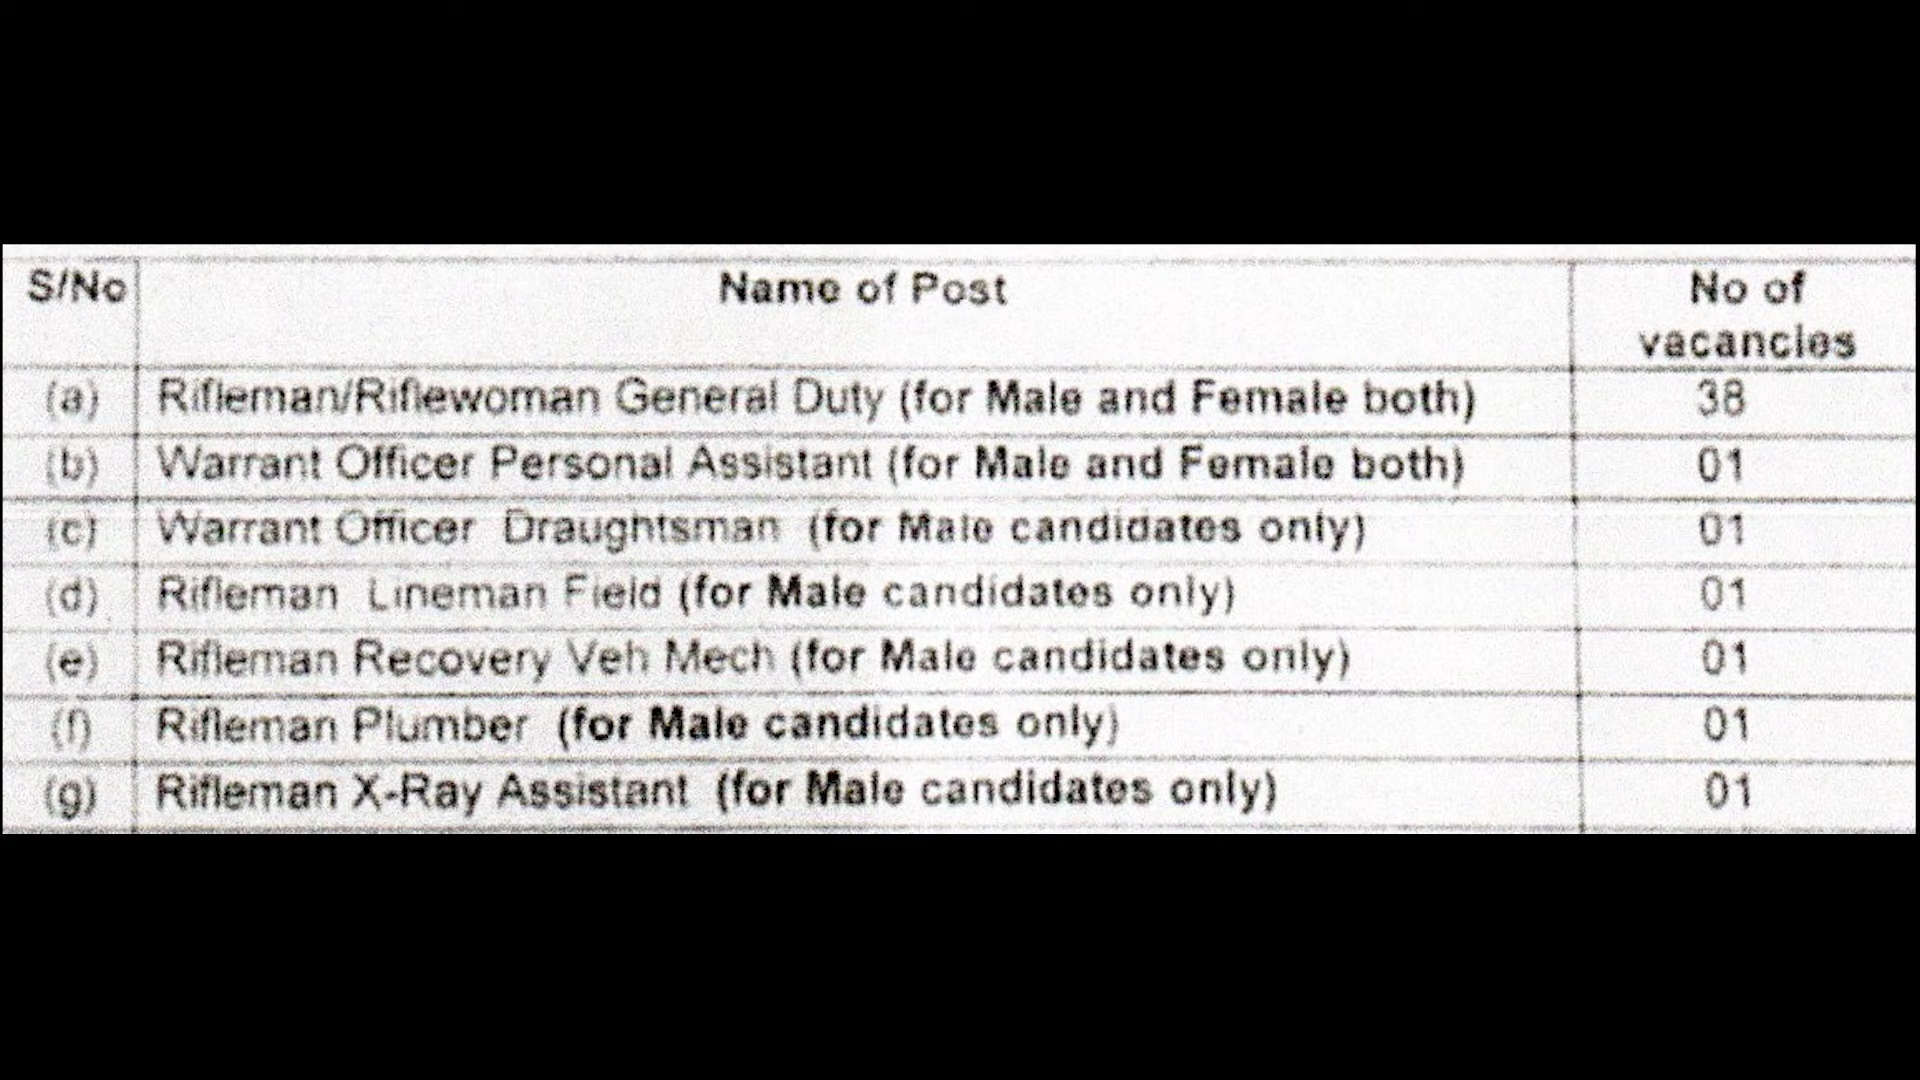 S/No Name of Post No of
vacancies
(a) Rifleman/Riflewoman General Duty (for Male and Female both) 38
(b) Warrant Officer Personal Assistant (for Male and Female both) 01
(c) Warrant Officer Draughtsman (for Male candidates only) 01
(d) Rifleman Lineman Field (for Male candidates only) 01
(e) Rifleman Recovery Veh Mech (for Male candidates only) 01
(f) Rifleman Plumber (for Male candidates only) 01
(g) Rifleman X-Ray Assistant (for Male candidates only) 01